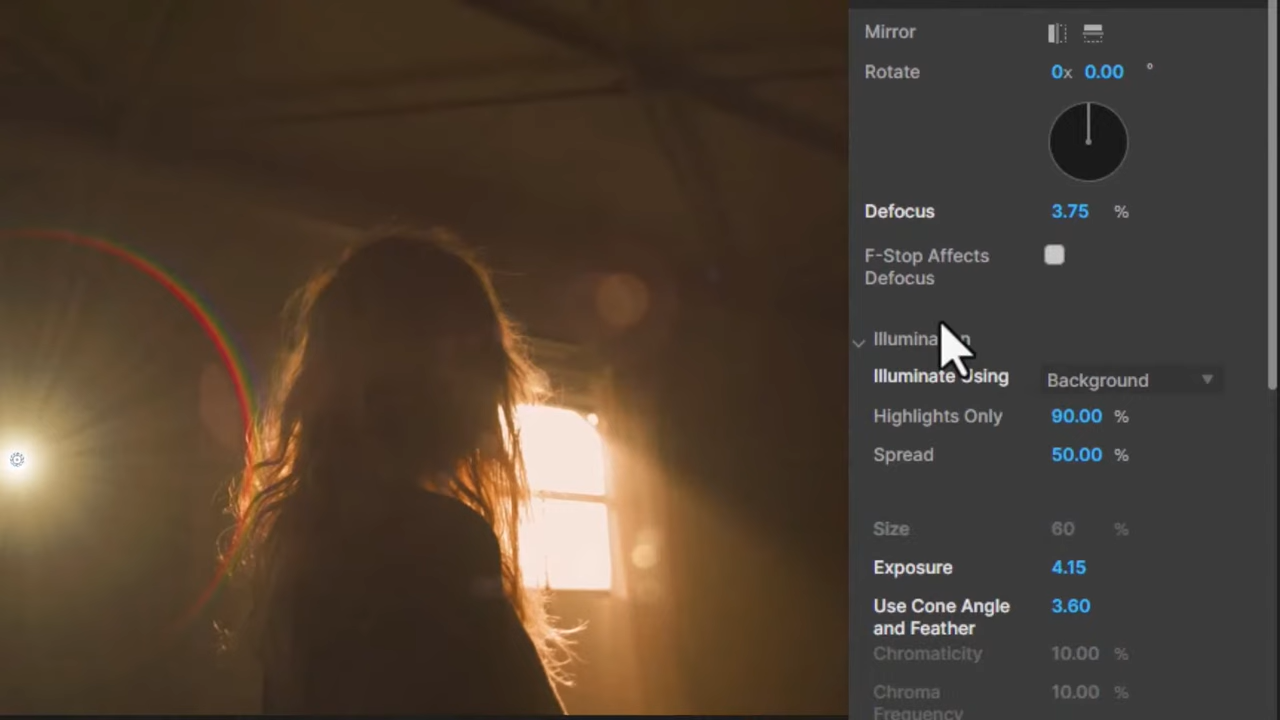 Mirror
Rotate 0x 0.00 °
Defocus 3.75 %
F-Stop Affects
Defocus
Illuminate Using Background
Highlights Only 90.00 %
Spread 50.00 %
Size 60 %
Exposure 4.15
Use Cone Angle 3.60
and Feather
Chromaticity 10.00 %
Chroma 10.00 %
Frequency